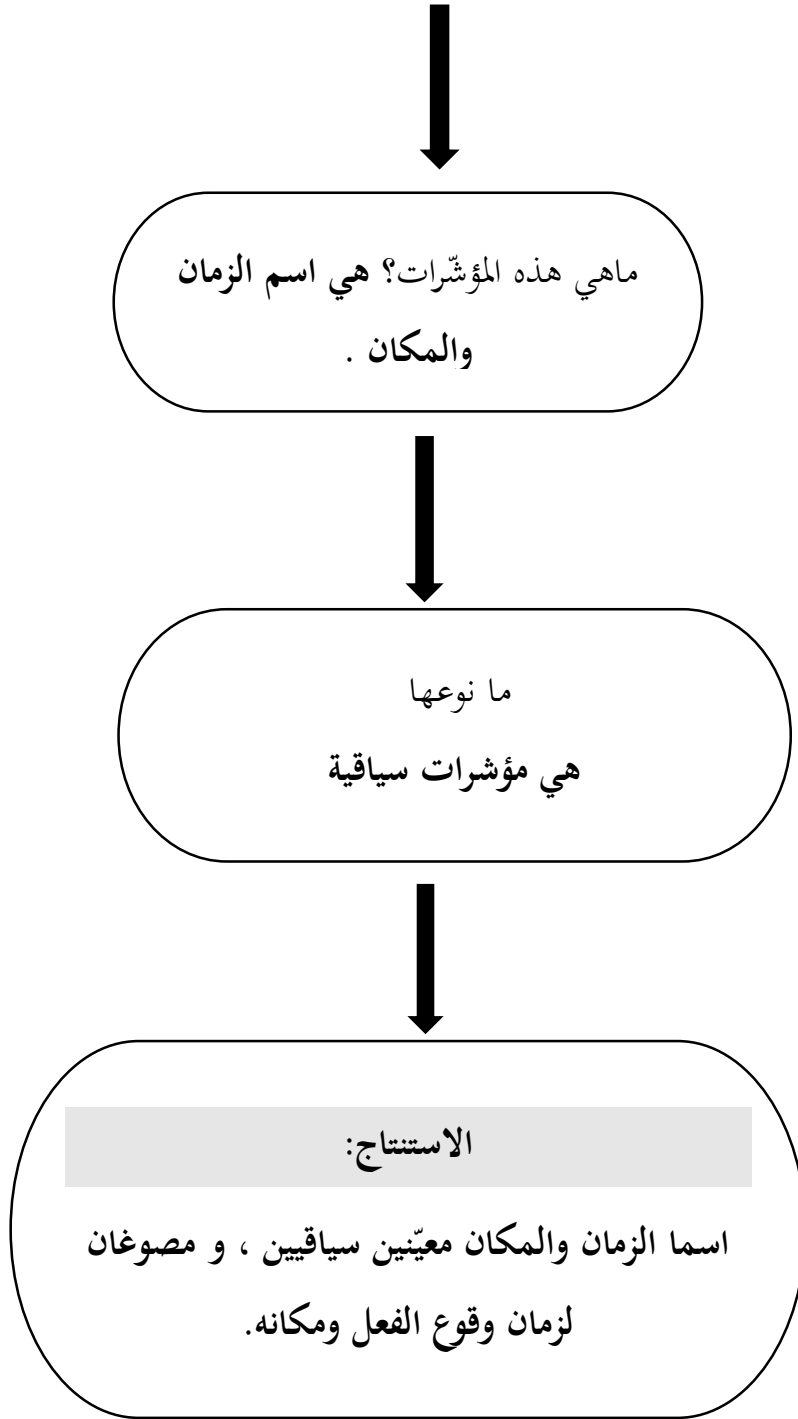 ماهي هذه المؤشّرات؟ هي اسم الزمان
والمكان .
ما نوعها
هي مؤشرات سياقية
الاستنتاج:
اسما الزمان والمكان معيّنين سياقيين ، و مصوغان
لزمان وقوع الفعل ومكانه.